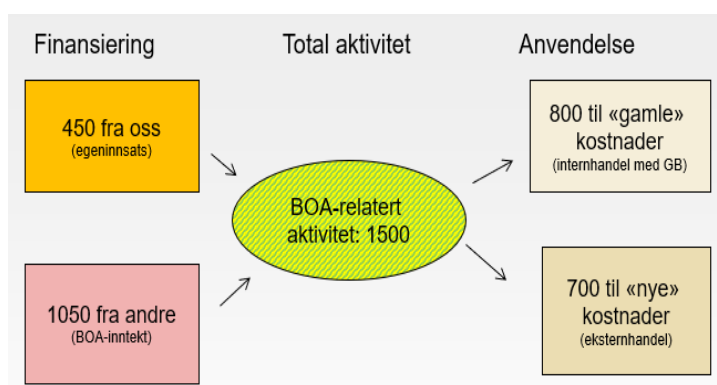 Finansiering
Total aktivitet
Anvendelse
450 fra oss
(egeninnsats)
1050 fra andre
(BOA-inntekt)
BOA-relatert
aktivitet: 1500
800 til «gamle»
kostnader
(internhandel med GB)
700 til «nye»
kostnader
(eksternhandel)